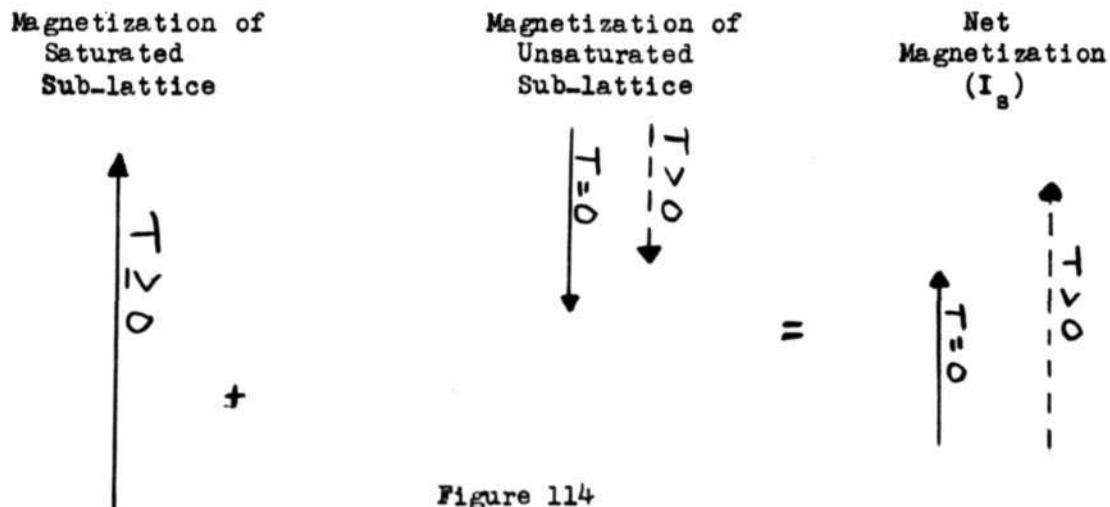 Magnetization of
Saturated
Sub-lattice
Magnetization of
Unsaturated
Sub-lattice
Net
Magnetization
(I_s)
T ≥ 0
+
T=0
T>0
=
T=0
T>0
Figure 114